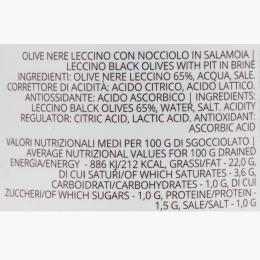 OLIVE NERE LECCINO CON NOCCIOLO IN SALAMOIA |
LECCINO BLACK OLIVES WITH PIT IN BRINE
INGREDIENTI: OLIVE NERE LECCINO 65%, ACQUA, SALE.
CORRETTORE DI ACIDITÀ: ACIDO CITRICO, ACIDO LATTICO.
ANTIOSSIDANTE: ACIDO ASCORBICO | INGREDIENTS:
LECCINO BALCK OLIVES 65%, WATER, SALT. ACIDITY
REGULATOR: CITRIC ACID, LACTIC ACID. ANTIOXIDANT:
ASCORBIC ACID
VALORI NUTRIZIONALI MEDI PER 100 G DI SGOCCIOLATO |
AVERAGE NUTRIZIONAL VALUES FOR 100 G DRAINED
ENERGIA/ENERGY - 886 KJ/212 KCAL, GRASSI/FAT - 22,0 G,
DI CUI SATURI/OF WHICH SATURATES - 3,6 G,
CARBOIDRATI/CARBOHYDRATES - 1,0 G, DI CUI
ZUCCHERI/OF WHICH SUGARS - 1,0 G, PROTEINE/PROTEIN -
1,5 G, SALE/SALT - 1,0 G